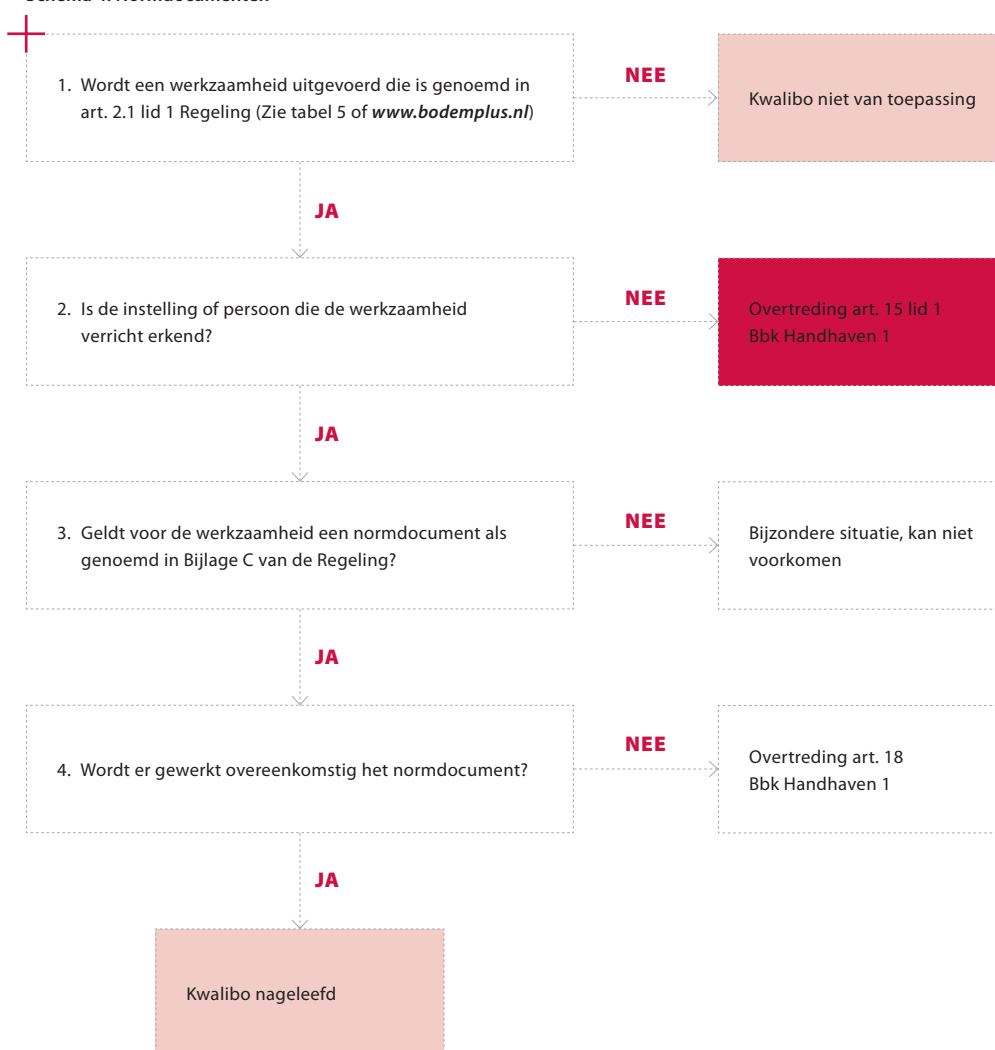 1. Wordt een werkzaamheid uitgevoerd die is genoemd in
art. 2.1 lid 1 Regeling (Zie tabel 5 of www.bodemplus.nl)
NEE
Kwalibo niet van toepassing
JA
2. Is de instelling of persoon die de werkzaamheid
verricht erkend?
NEE
Overtreding art. 15 lid 1
Bbk Handhaven 1
JA
3. Geldt voor de werkzaamheid een normdocument als
genoemd in Bijlage C van de Regeling?
NEE
Bijzondere situatie, kan niet
voorkomen
JA
4. Wordt er gewerkt overeenkomstig het normdocument?
NEE
Overtreding art. 18
Bbk Handhaven 1
JA
Kwalibo nageleefd